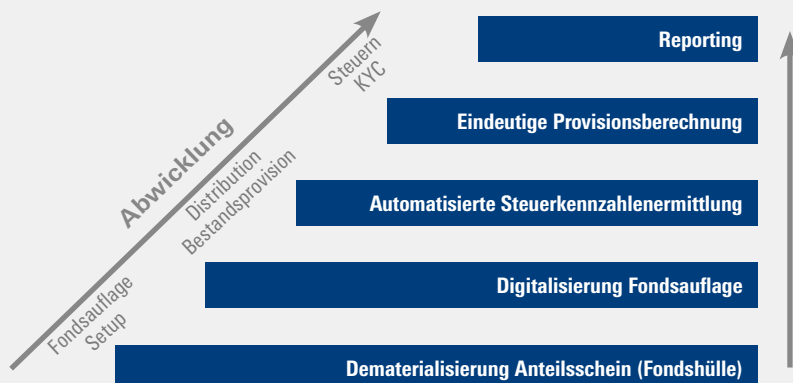 Reporting
Steuern
KYC
Eindeutige Provisionsberechnung
Abwicklung
Distribution
Bestandsprovision
Automatisierte Steuerkennzahlenermittlung
Digitalisierung Fondsauflage
Fondsauflage
Setup
Dematerialisierung Anteilsschein (Fondshülle)